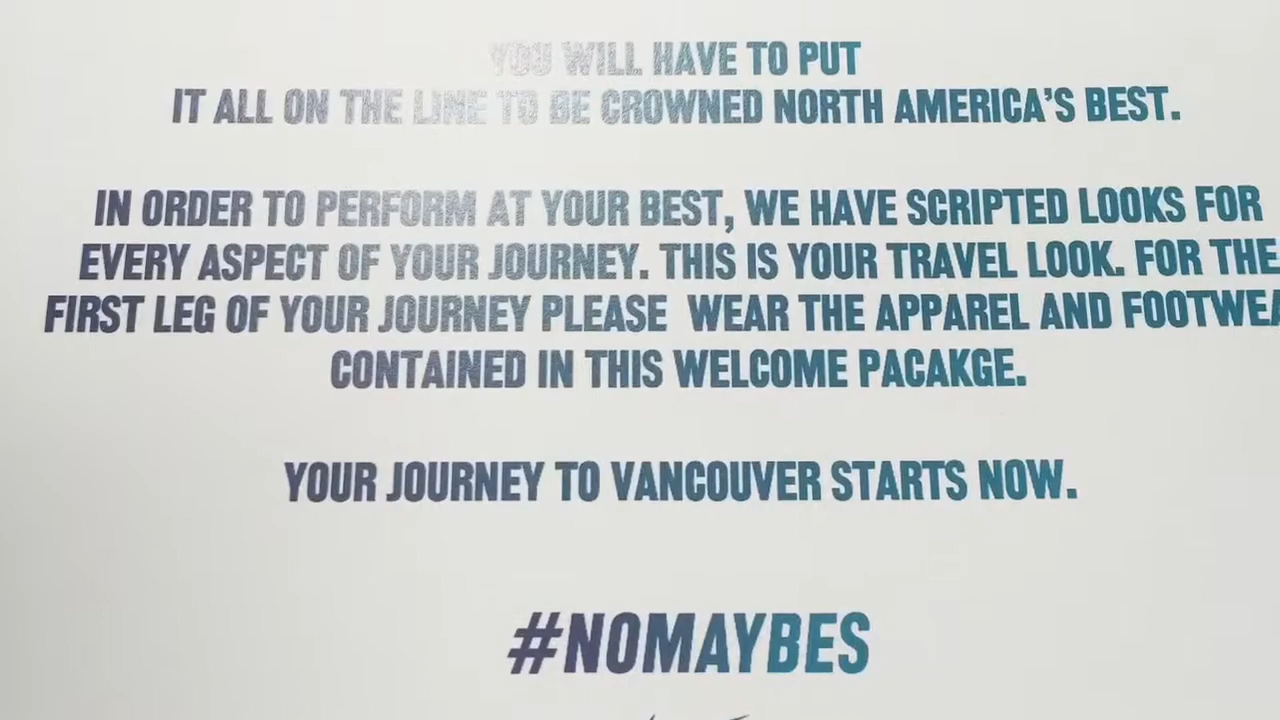 YOU WILL HAVE TO PUT
IT ALL ON THE LINE TO BE CROWNED NORTH AMERICA'S BEST.
IN ORDER TO PERFORM AT YOUR BEST, WE HAVE SCRIPTED LOOKS FOR
EVERY ASPECT OF YOUR JOURNEY. THIS IS YOUR TRAVEL LOOK. FOR THE
FIRST LEG OF YOUR JOURNEY PLEASE WEAR THE APPAREL AND FOOTWEA
CONTAINED IN THIS WELCOME PACAKGE.
YOUR JOURNEY TO VANCOUVER STARTS NOW.
#NOMAYBES